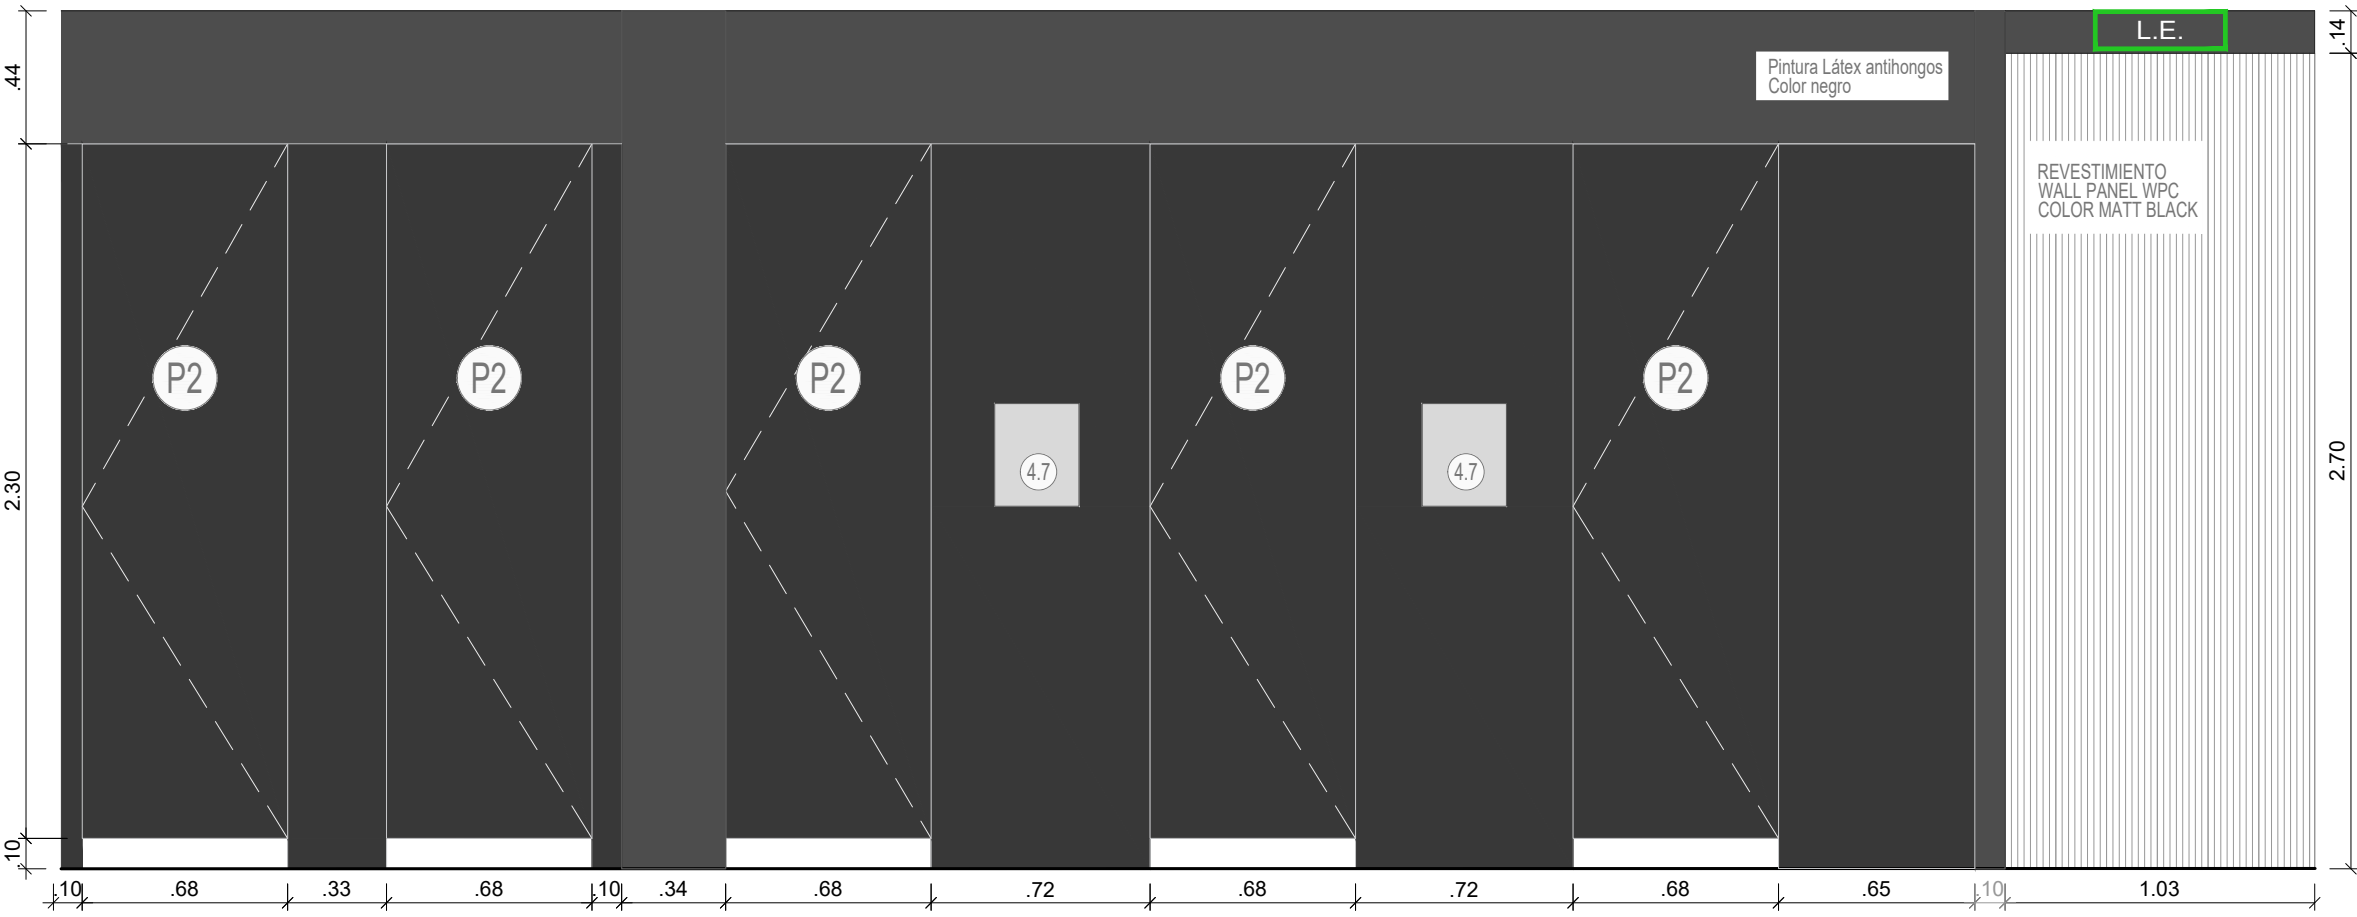 L.E.
.14
.44
Pintura Látex antihongos
Color negro
REVESTIMIENTO
WALL PANEL WPC
COLOR MATT BLACK
P2
P2
P2
P2
P2
4.7
4.7
2.30
2.70
.10
.10
.68
.33
.68
.10
.34
.68
.72
.68
.72
.68
.65
.10
1.03